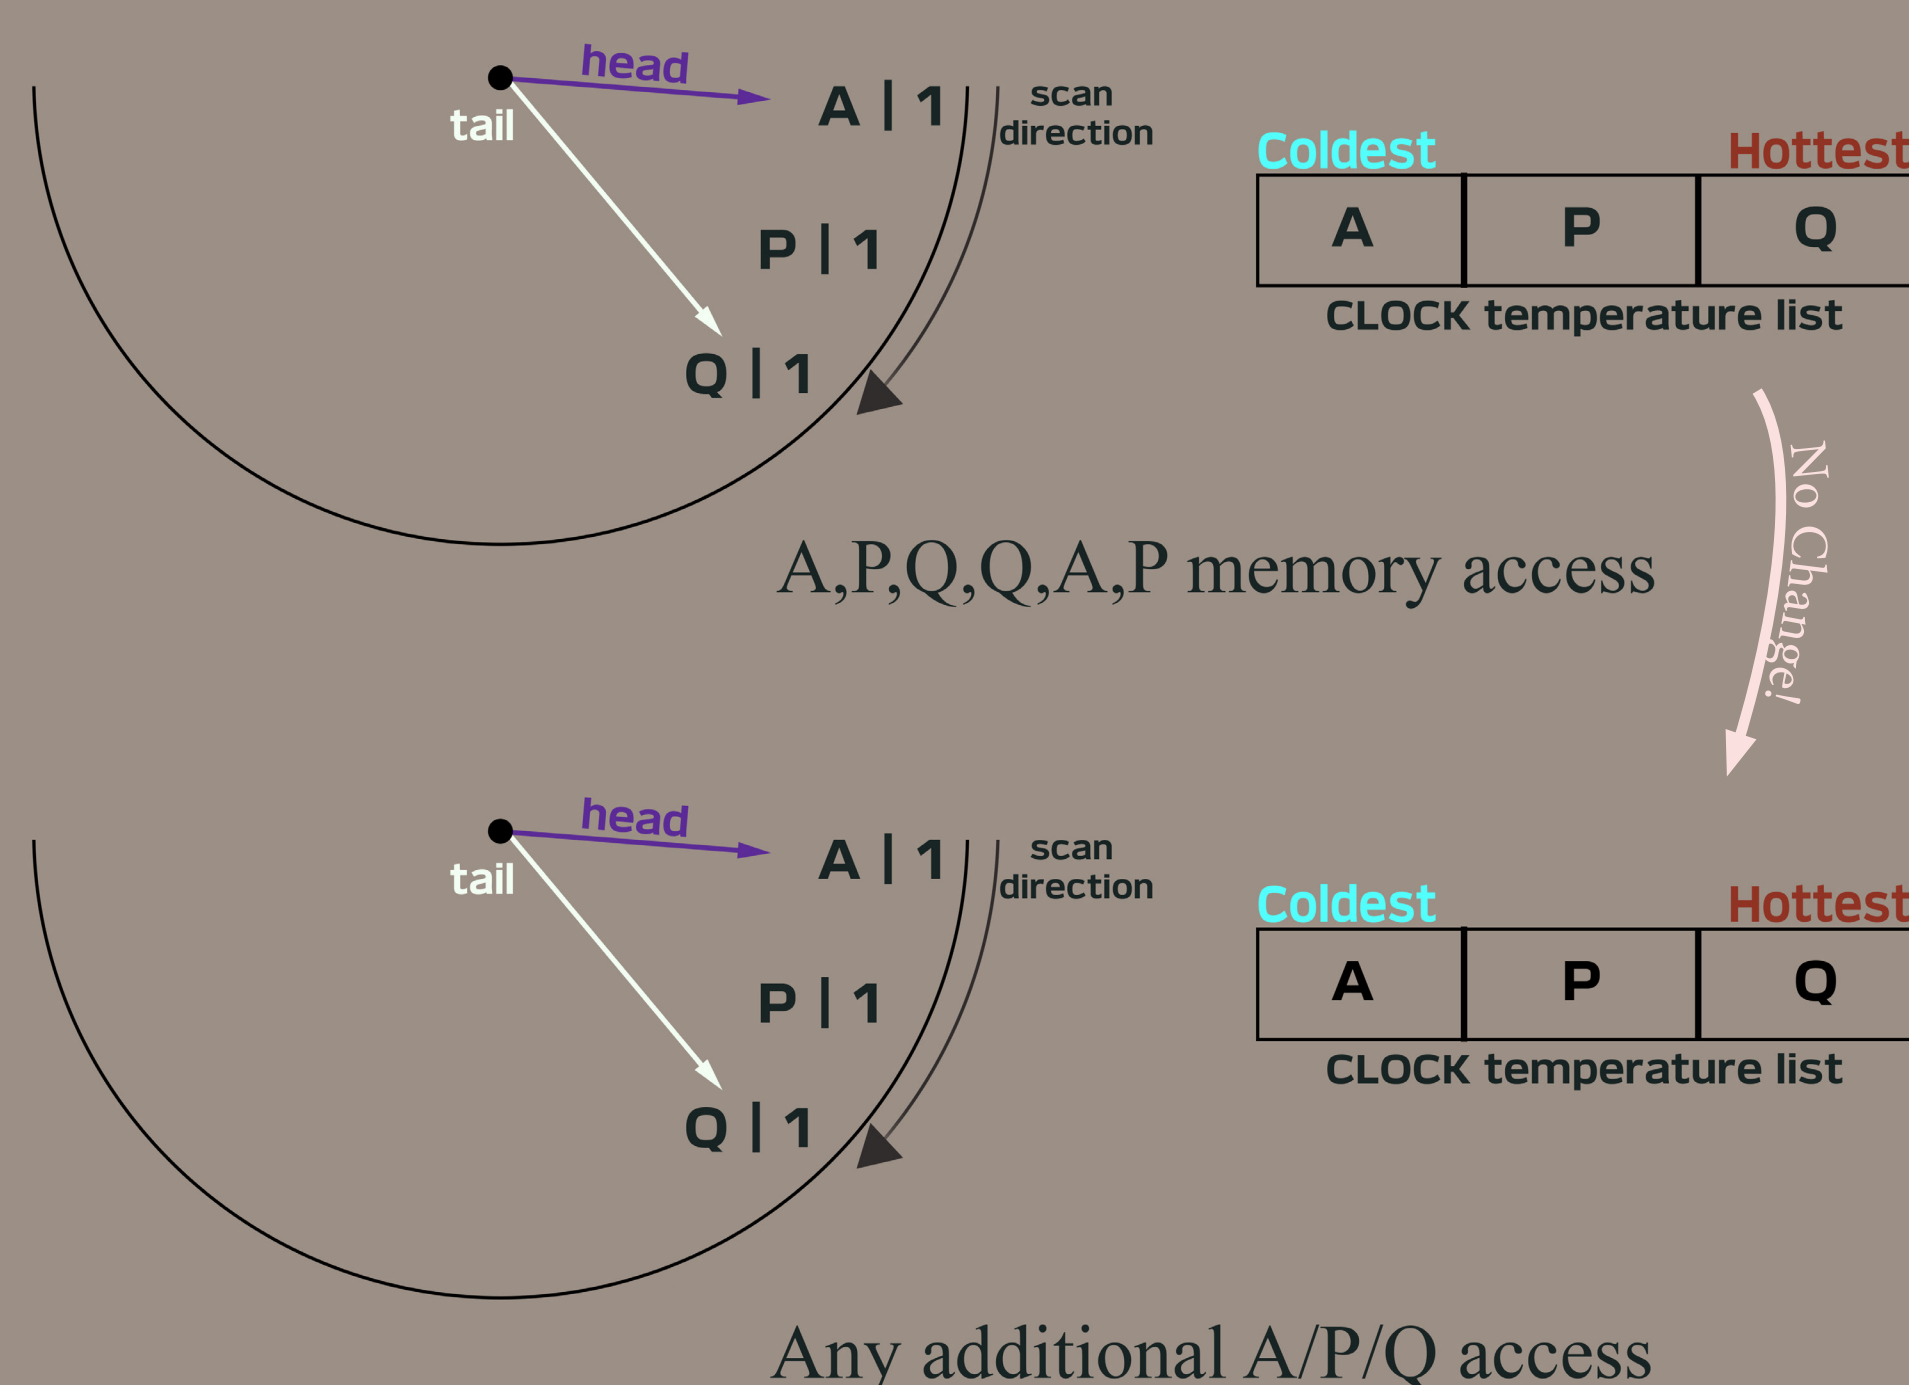 head
tail
A | 1
scan
direction
P | 1
Q | 1
Coldest
Hottest
A
P
Q
CLOCK temperature list
No Change!
A,P,Q,Q,A,P memory access
head
tail
A | 1
scan
direction
P | 1
Q | 1
Coldest
Hottest
A
P
Q
CLOCK temperature list
Any additional A/P/Q access